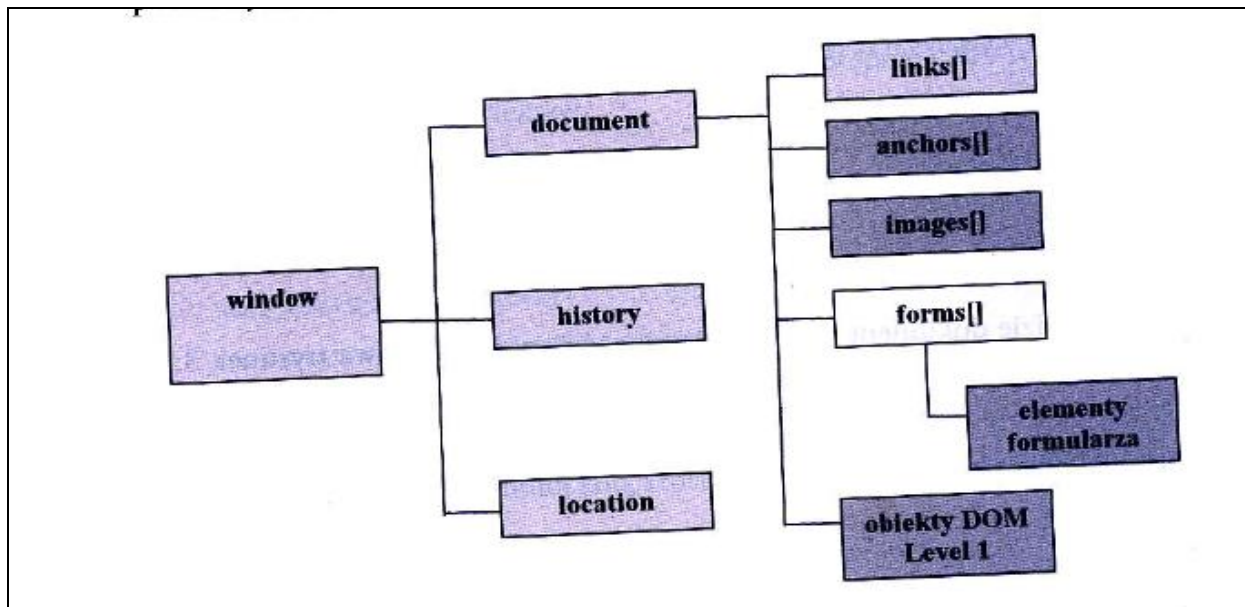 links[]
document
anchors[]
images[]
window
history
forms[]
elementy
formularza
location
obiekty DOM
Level 1